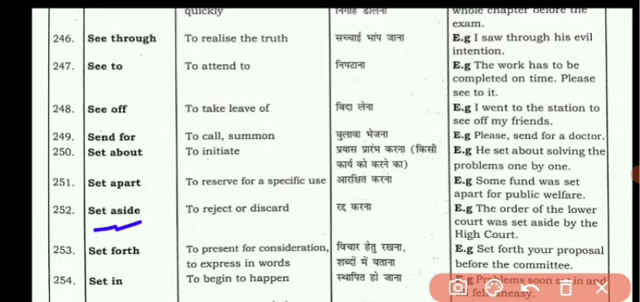 quickly निगाह डालना whole chapter before the
exam.
246. See through To realise the truth सच्चाई भांप जाना E.g I saw through his evil
intention.
247. See to To attend to निपटाना E.g The work has to be
completed on time. Please
see to it.
248. See off To take leave of बिदा लेना E.g I went to the station to
see off my friends.
249. Send for To call, summon बुलावा भेजना E.g Please, send for a doctor.
250. Set about To initiate प्रयास प्रारंभ करना (किसी E.g He set about solving the
कार्य को करने का) problems one by one.
251. Set apart To reserve for a specific use आरक्षित करना E.g Some fund was set
apart for public welfare.
252. Set aside To reject or discard रद्द करना E.g The order of the lower
court was set aside by the
High Court.
253. Set forth To present for consideration, विचार हेतु रखना, E.g Set forth your proposal
to express in words शब्दों में बताना before the committee.
254. Set in To begin to happen स्थापित हो जाना Problems soon set in and
uneasy.